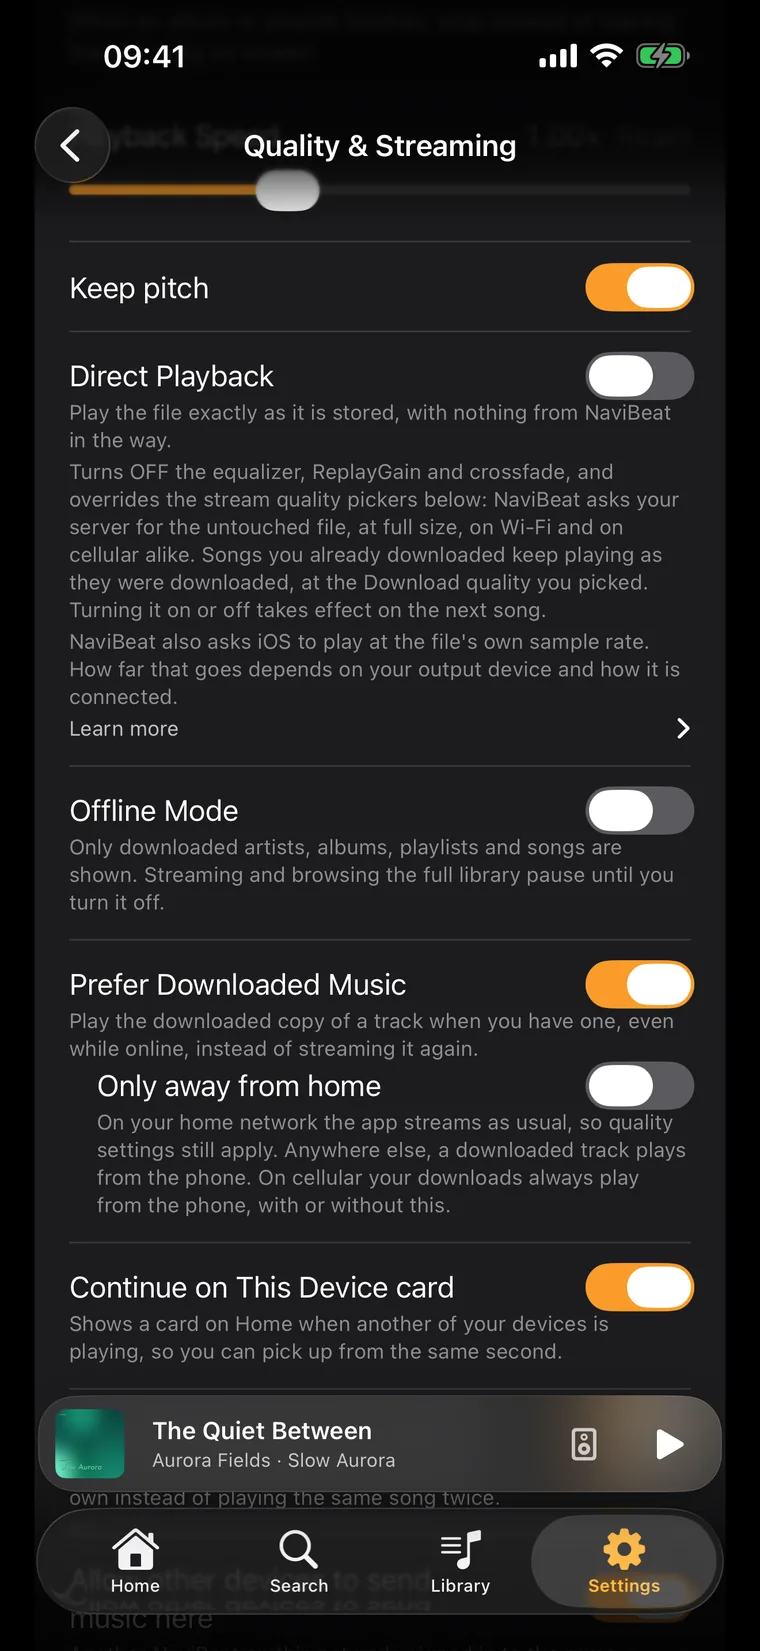 09:41
Quality & Streaming
Keep pitch
Direct Playback
Play the file exactly as it is stored, with nothing from NaviBeat
in the way.
Turns OFF the equalizer, ReplayGain and crossfade, and
overrides the stream quality pickers below: NaviBeat asks your
server for the untouched file, at full size, on Wi-Fi and on
cellular alike. Songs you already downloaded keep playing as
they were downloaded, at the Download quality you picked.
Turning it on or off takes effect on the next song.
NaviBeat also asks iOS to play at the file's own sample rate.
How far that goes depends on your output device and how it is
connected.
Learn more
Offline Mode
Only downloaded artists, albums, playlists and songs are
shown. Streaming and browsing the full library pause until you
turn it off.
Prefer Downloaded Music
Play the downloaded copy of a track when you have one, even
while online, instead of streaming it again.
Only away from home
On your home network the app streams as usual, so quality
settings still apply. Anywhere else, a downloaded track plays
from the phone. On cellular your downloads always play
from the phone, with or without this.
Continue on This Device card
Shows a card on Home when another of your devices is
playing, so you can pick up from the same second.
The Quiet Between
Aurora Fields · Slow Aurora
own instead of playing the same song twice.
Home
Search
Library
Settings
Allow other devices to send
music here